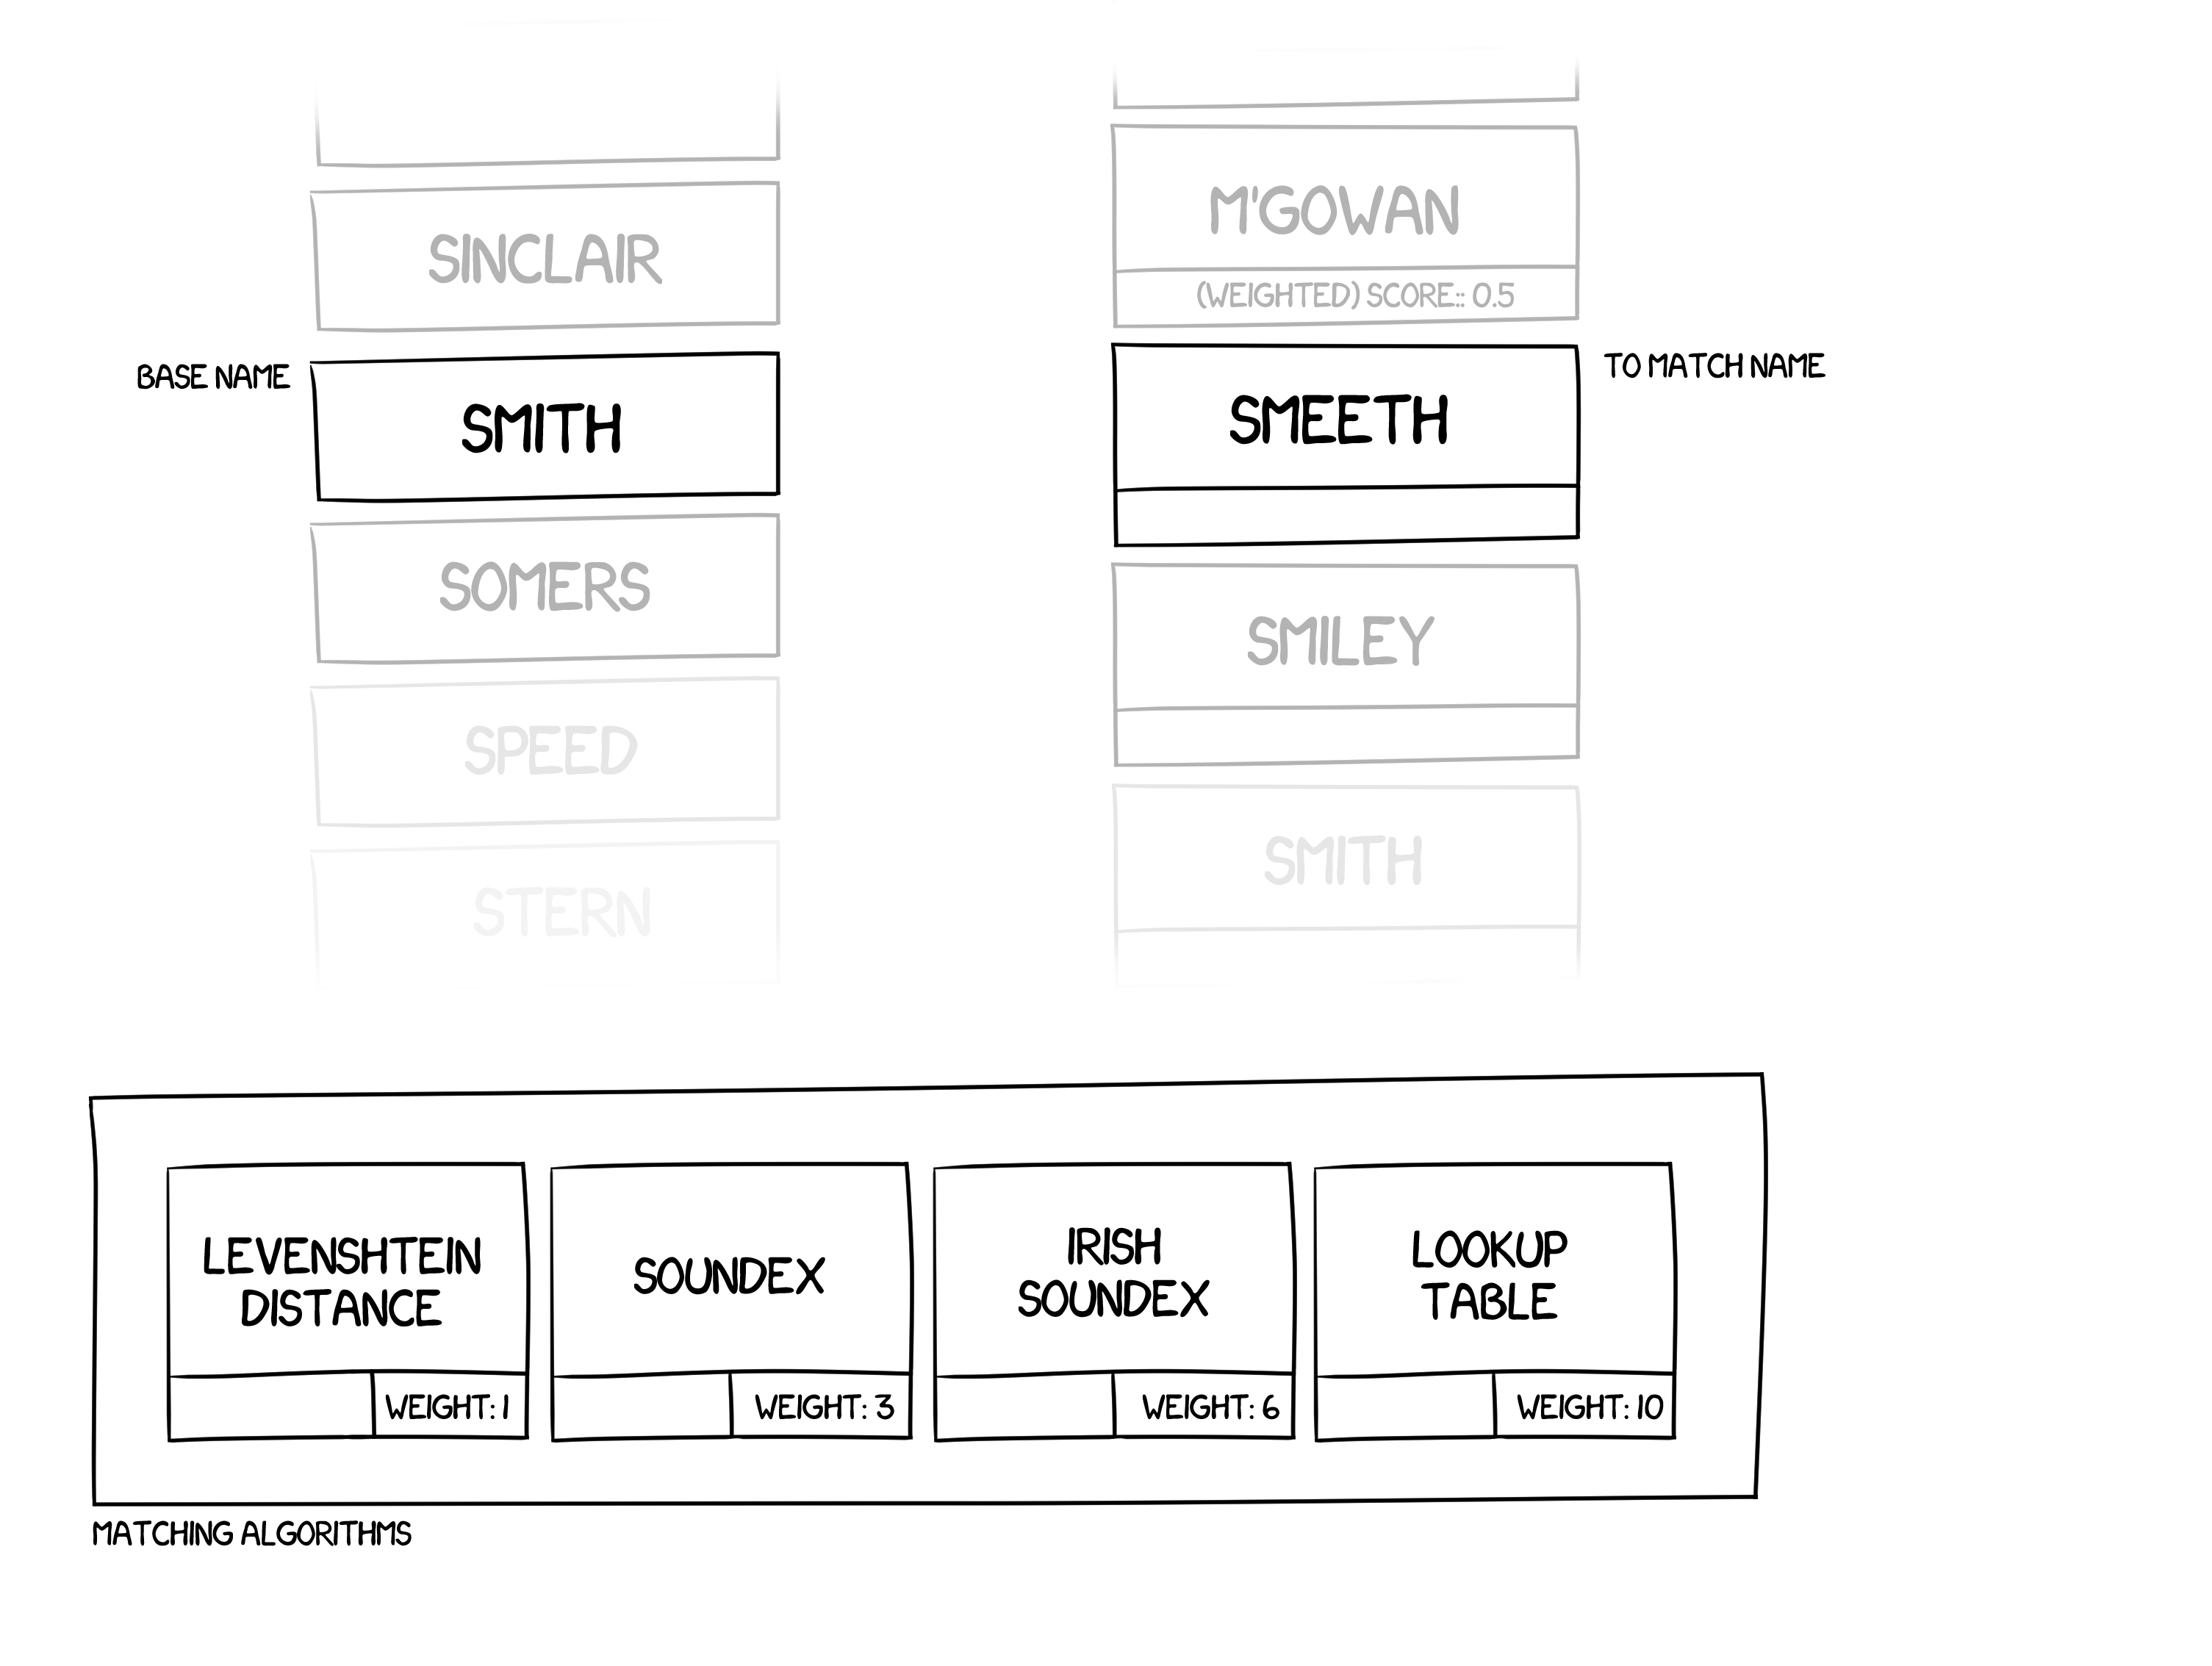 SINCLAIR
BASE NAME
SMITH
SOMERS
SPEED
STERN
M'GOWAN
(WEIGHTED) SCORE:: 0.5
TO MATCH NAME
SMEETH
SMILEY
SMITH
LEVENSHTEIN
DISTANCE
WEIGHT: 1
SOUNDEX
WEIGHT: 3
IRISH
SOUNDEX
WEIGHT: 6
LOOKUP
TABLE
WEIGHT: 10
MATCHING ALGORITHMS